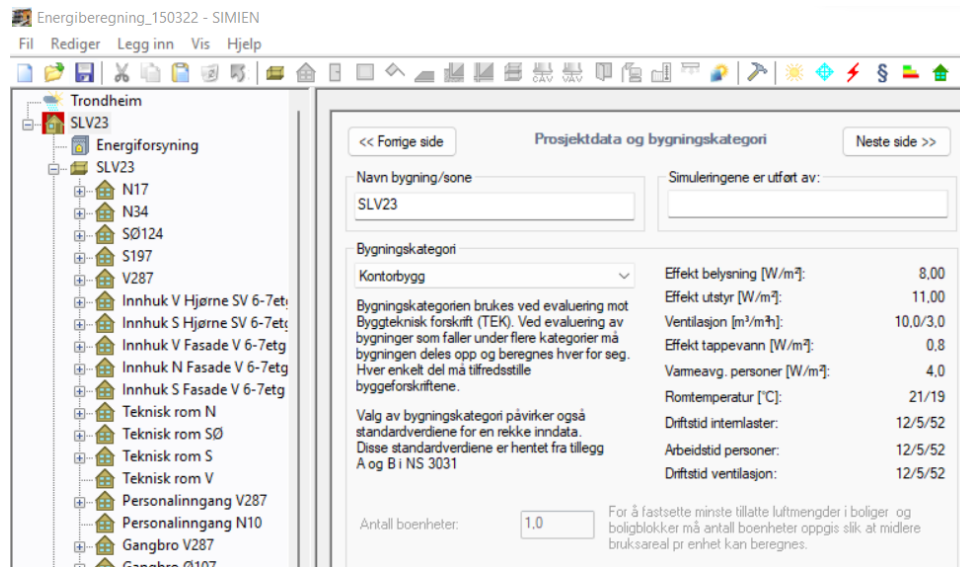 Energiberegning_150322 - SIMIEN
Fil Rediger Legg inn Vis Hjelp
CAV VAV §
Trondheim
SLV23
Energiforsyning
SLV23
N17
N34
SØ124
S197
V287
Innhuk V Hjørne SV 6-7et
Innhuk S Hjørne SV 6-7etg
Innhuk V Fasade V 6-7etg
Innhuk N Fasade V 6-7etg
Innhuk S Fasade V 6-7etg
Teknisk rom N
Teknisk rom SØ
Teknisk rom S
Teknisk rom V
Personalinngang V287
Personalinngang N10
Gangbro V287
Gangbro Ø107
<< Forrige side
Prosjektdata og bygningskategori
Neste side >>
Navn bygning/sone
SLV23
Simuleringene er utført av:
Bygningskategori
Kontorbygg
Bygningskategorien brukes ved evaluering mot
Byggteknisk forskrift (TEK). Ved evaluering av
bygninger som faller under flere kategorier må
bygningen deles opp og beregnes hver for seg.
Hver enkelt del må tilfredsstille
byggeforskriftene.
Valg av bygningskategori påvirker også
standardverdiene for en rekke inndata.
Disse standardverdiene er hentet fra tillegg
A og B i NS 3031
Effekt belysning [W/m²]: 8,00
Effekt utstyr [W/m²]: 11,00
Ventilasjon [m³/m²h]: 10,0/3,0
Effekt tappevann [W/m²]: 0,8
Varmeavg. personer [W/m²]: 4,0
Romtemperatur [°C]: 21/19
Driftstid internlaster: 12/5/52
Arbeidstid personer: 12/5/52
Driftstid ventilasjon: 12/5/52
Antall boenheter: 1,0
For å fastsette minste tillatte luftmengder i boliger og
boligblokker må antall boenheter oppgis slik at midlere
bruksareal pr enhet kan beregnes.